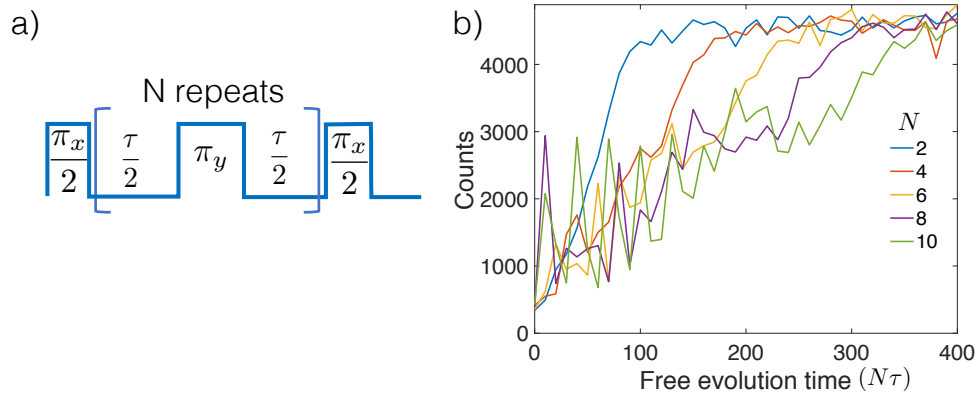 a)
N repeats
π_x/2 τ/2 π_y τ/2 π_x/2
b)
Counts
4000
3000
2000
1000
0
N
2
4
6
8
10
0 100 200 300 400
Free evolution time (Nτ)